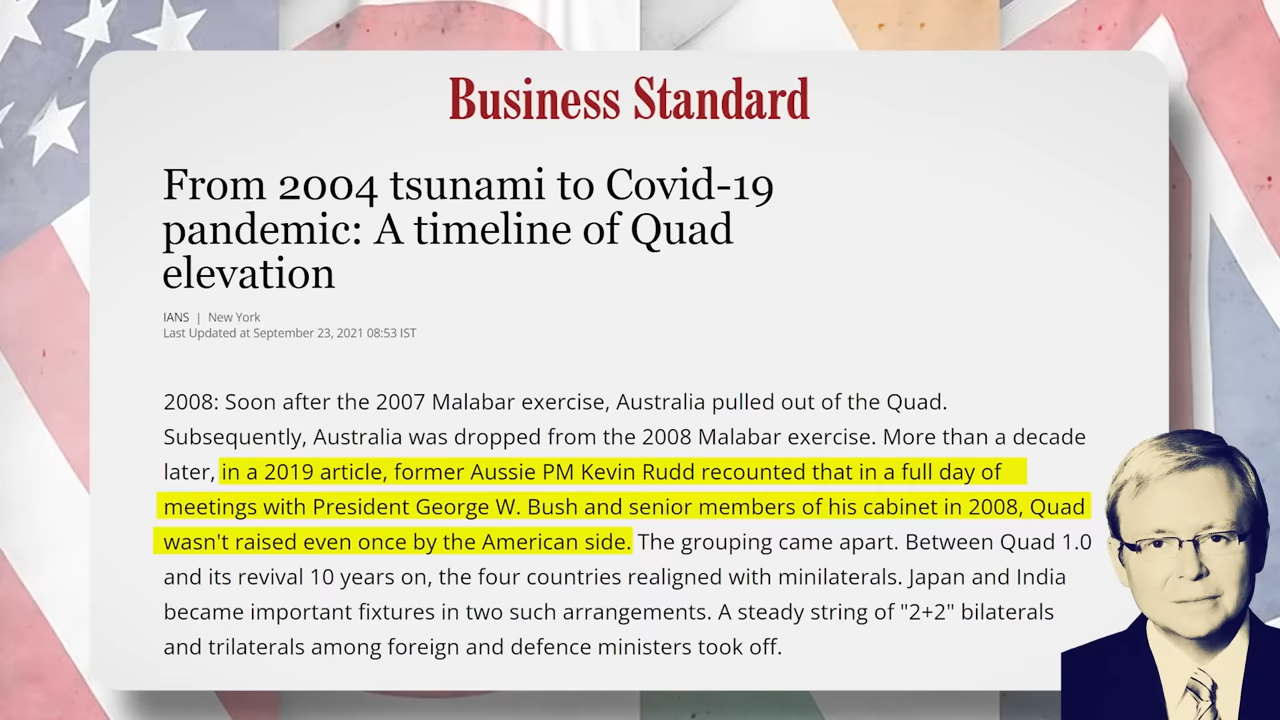 Business Standard
From 2004 tsunami to Covid-19
pandemic: A timeline of Quad
elevation
IANS | New York
Last Updated at September 23, 2021 08:53 IST
2008: Soon after the 2007 Malabar exercise, Australia pulled out of the Quad.
Subsequently, Australia was dropped from the 2008 Malabar exercise. More than a decade
later, in a 2019 article, former Aussie PM Kevin Rudd recounted that in a full day of
meetings with President George W. Bush and senior members of his cabinet in 2008, Quad
wasn't raised even once by the American side. The grouping came apart. Between Quad 1.0
and its revival 10 years on, the four countries realigned with minilaterals. Japan and India
became important fixtures in two such arrangements. A steady string of "2+2" bilaterals
and trilaterals among foreign and defence ministers took off.